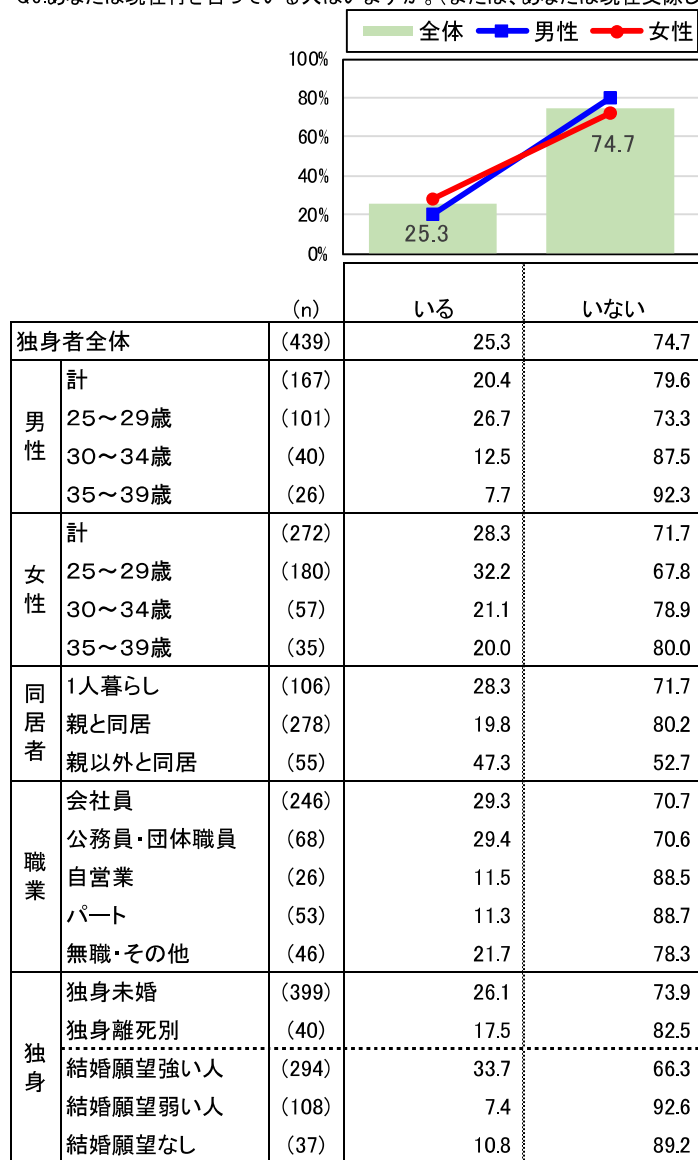 全体 男性 女性
100%
80%
60%
40%
20%
0%
25.3
74.7
(n) いる いない
独身者全体 (439) 25.3 74.7
男性
計 (167) 20.4 79.6
25～29歳 (101) 26.7 73.3
30～34歳 (40) 12.5 87.5
35～39歳 (26) 7.7 92.3
女性
計 (272) 28.3 71.7
25～29歳 (180) 32.2 67.8
30～34歳 (57) 21.1 78.9
35～39歳 (35) 20.0 80.0
同居者
1人暮らし (106) 28.3 71.7
親と同居 (278) 19.8 80.2
親以外と同居 (55) 47.3 52.7
職業
会社員 (246) 29.3 70.7
公務員・団体職員 (68) 29.4 70.6
自営業 (26) 11.5 88.5
パート (53) 11.3 88.7
無職・その他 (46) 21.7 78.3
独身
独身未婚 (399) 26.1 73.9
独身離死別 (40) 17.5 82.5
結婚願望強い人 (294) 33.7 66.3
結婚願望弱い人 (108) 7.4 92.6
結婚願望なし (37) 10.8 89.2